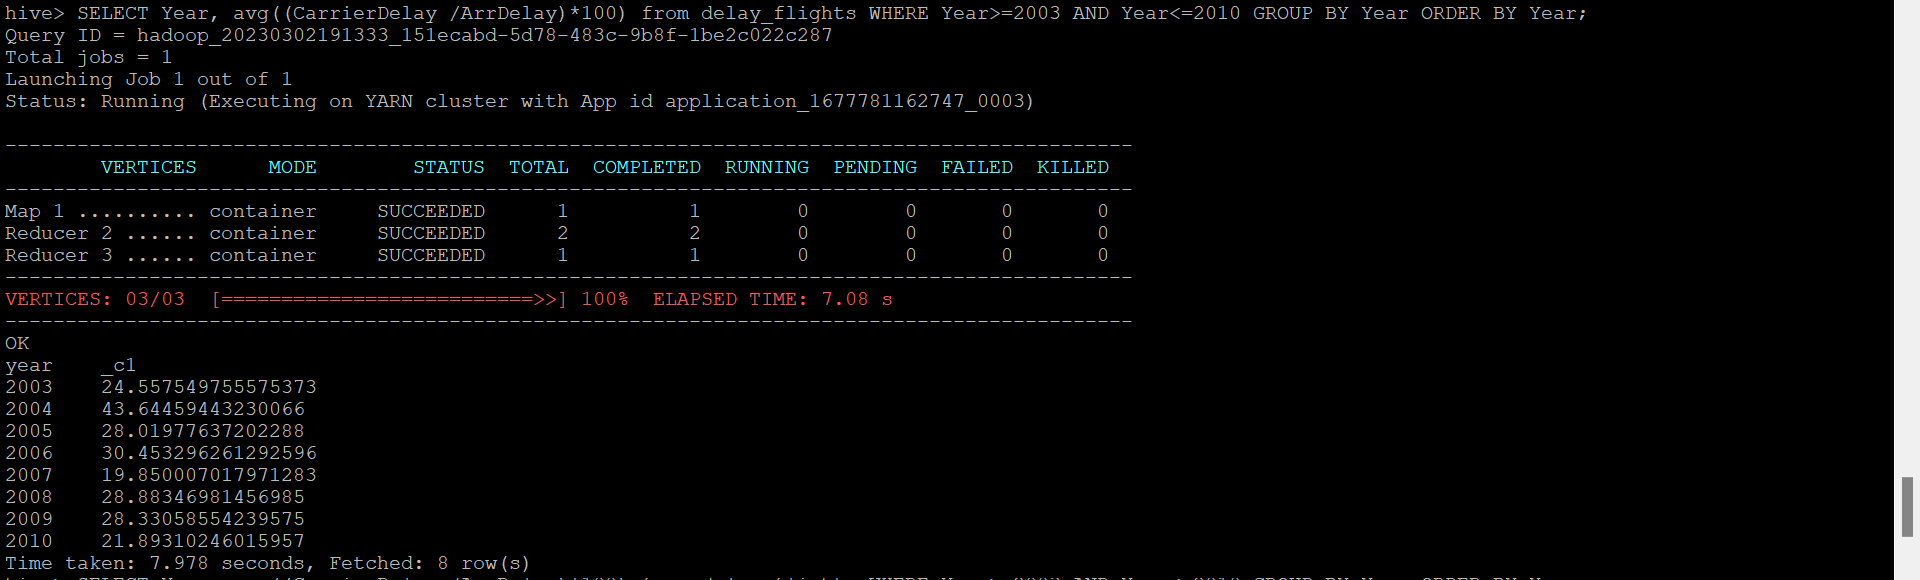 hive> SELECT Year, avg((CarrierDelay /ArrDelay)*100) from delay_flights WHERE Year>=2003 AND Year<=2010 GROUP BY Year ORDER BY Year;
Query ID = hadoop_20230302191333_151ecabd-5d78-483c-9b8f-1be2c022c287
Total jobs = 1
Launching Job 1 out of 1
Status: Running (Executing on YARN cluster with App id application_1677781162747_0003)
----------------------------------------------------------------------------------------------
VERTICES MODE STATUS TOTAL COMPLETED RUNNING PENDING FAILED KILLED
----------------------------------------------------------------------------------------------
Map 1 .......... container SUCCEEDED 1 1 0 0 0 0
Reducer 2 ...... container SUCCEEDED 2 2 0 0 0 0
Reducer 3 ...... container SUCCEEDED 1 1 0 0 0 0
----------------------------------------------------------------------------------------------
VERTICES: 03/03 [==========================>>] 100% ELAPSED TIME: 7.08 s
----------------------------------------------------------------------------------------------
OK
year _c1
2003 24.557549755575373
2004 43.64459443230066
2005 28.01977637202288
2006 30.453296261292596
2007 19.850007017971283
2008 28.88346981456985
2009 28.33058554239575
2010 21.89310246015957
Time taken: 7.978 seconds, Fetched: 8 row(s)